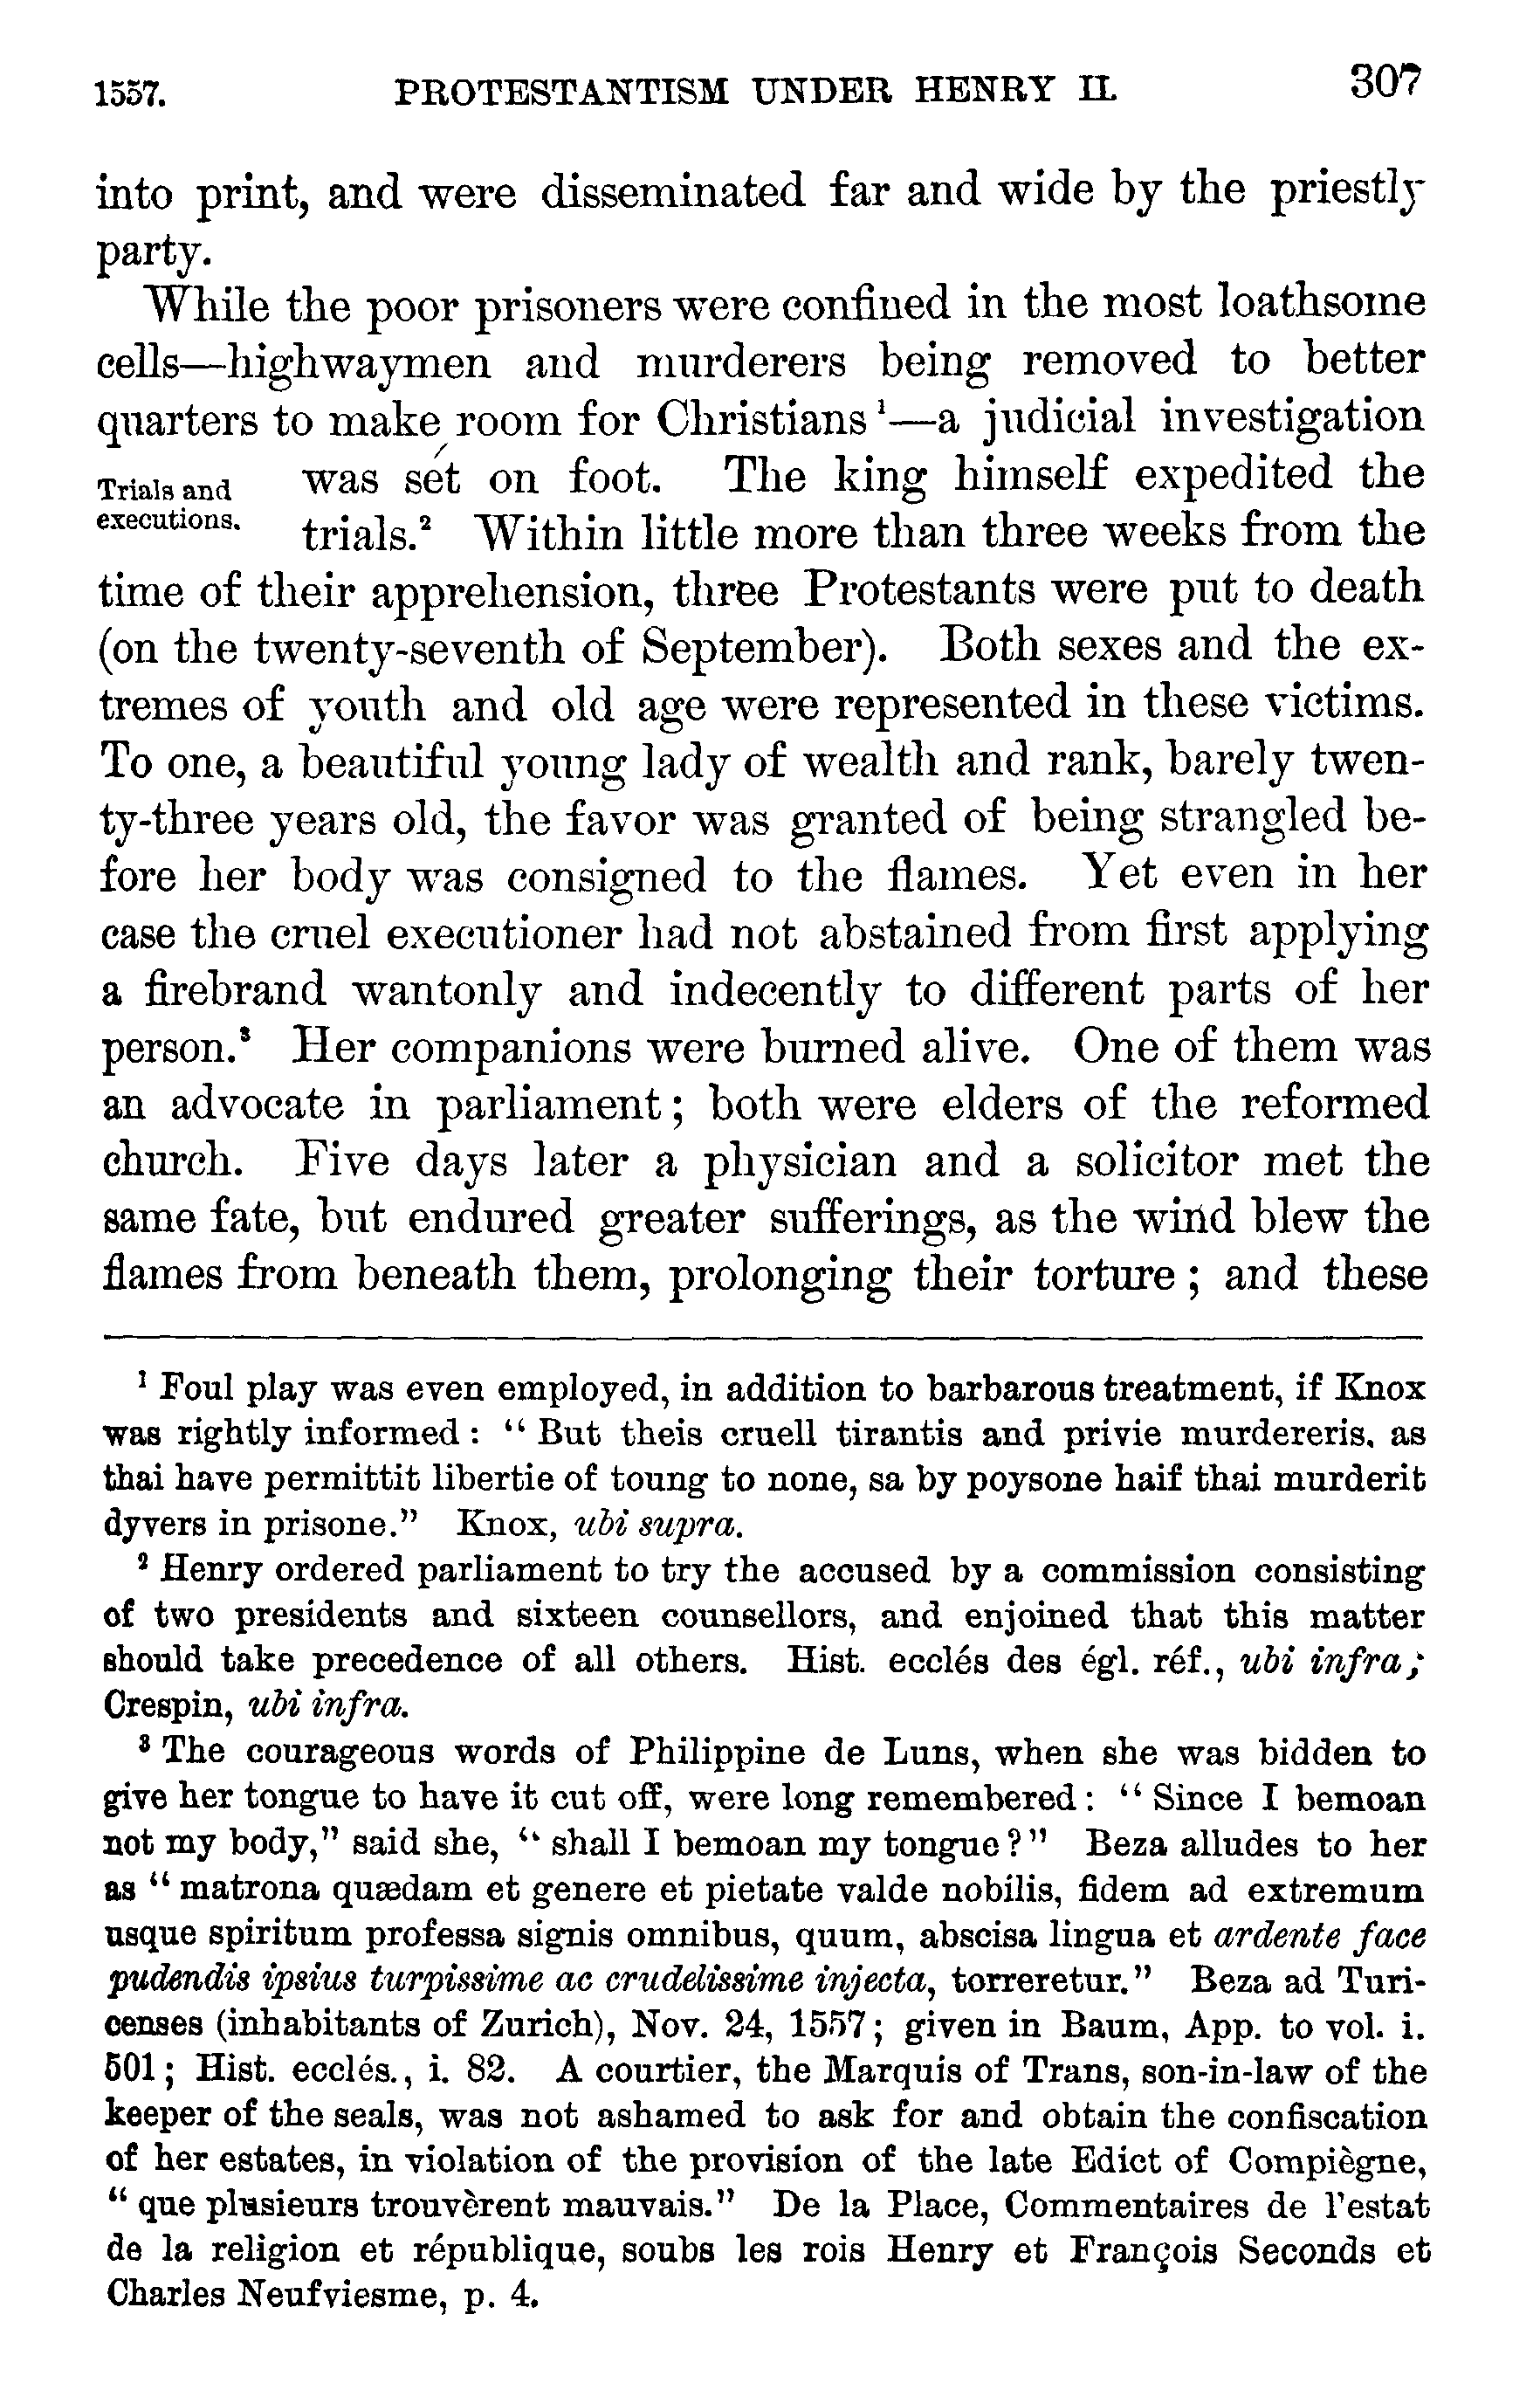 1557. PROTESTANTISM UNDER HENRY II. 307
into print, and were disseminated far and wide by the priestly
party.
While the poor prisoners were confined in the most loathsome
cells—highwaymen and murderers being removed to better
quarters to make room for Christians ¹—a judicial investigation
Trials and
executions.
was set on foot. The king himself expedited the
trials.² Within little more than three weeks from the
time of their apprehension, three Protestants were put to death
(on the twenty-seventh of September). Both sexes and the ex-
tremes of youth and old age were represented in these victims.
To one, a beautiful young lady of wealth and rank, barely twen-
ty-three years old, the favor was granted of being strangled be-
fore her body was consigned to the flames. Yet even in her
case the cruel executioner had not abstained from first applying
a firebrand wantonly and indecently to different parts of her
person.³ Her companions were burned alive. One of them was
an advocate in parliament; both were elders of the reformed
church. Five days later a physician and a solicitor met the
same fate, but endured greater sufferings, as the wind blew the
flames from beneath them, prolonging their torture; and these
¹ Foul play was even employed, in addition to barbarous treatment, if Knox
was rightly informed: “But theis cruell tirantis and privie murdereris, as
thai have permittit libertie of toung to none, sa by poysone haif thai murderit
dyvers in prisone.” Knox, ubi supra.
² Henry ordered parliament to try the accused by a commission consisting
of two presidents and sixteen counsellors, and enjoined that this matter
should take precedence of all others. Hist. ecclés des égl. réf., ubi infra;
Crespin, ubi infra.
³ The courageous words of Philippine de Luns, when she was bidden to
give her tongue to have it cut off, were long remembered: “Since I bemoan
not my body,” said she, “shall I bemoan my tongue?” Beza alludes to her
as “matrona quædam et genere et pietate valde nobilis, fidem ad extremum
usque spiritum professa signis omnibus, quum, abscisa lingua et ardente face
pudendis ipsius turpissime ac crudelissime injecta, torreretur.” Beza ad Turi-
censes (inhabitants of Zurich), Nov. 24, 1557; given in Baum, App. to vol. i.
501; Hist. ecclés., i. 82. A courtier, the Marquis of Trans, son-in-law of the
keeper of the seals, was not ashamed to ask for and obtain the confiscation
of her estates, in violation of the provision of the late Edict of Compiègne,
“que plusieurs trouvèrent mauvais.” De la Place, Commentaires de l'estat
de la religion et république, soubs les rois Henry et François Seconds et
Charles Neufviesme, p. 4.